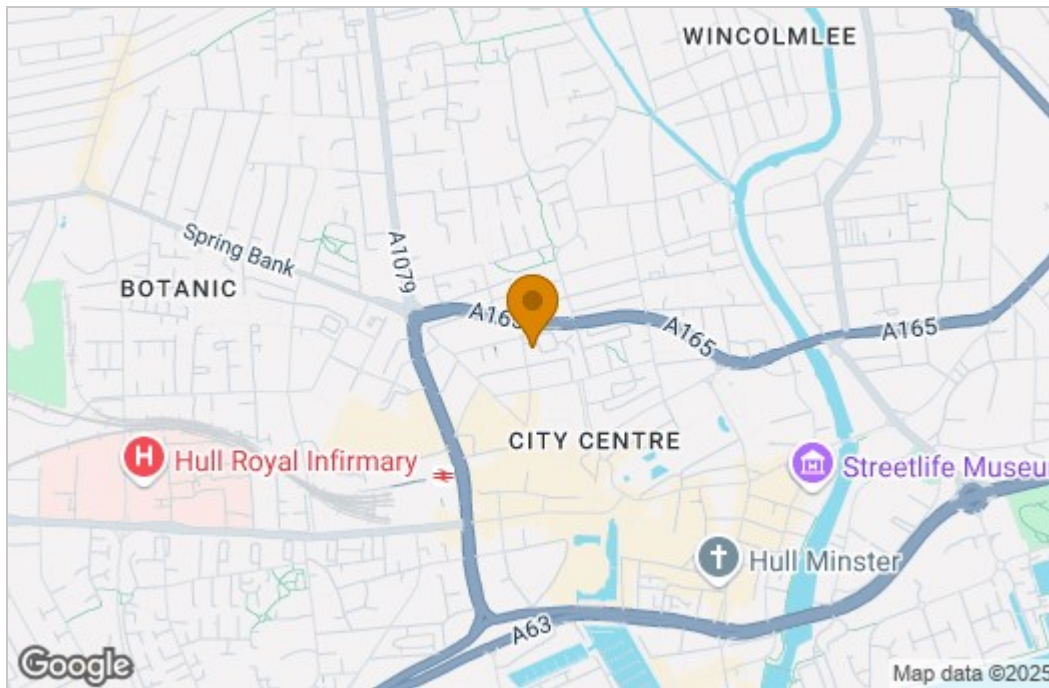 WINCOLMLEE
Spring Bank
A1079
BOTANIC
A165
A165
A165
CITY CENTRE
H
Hull Royal Infirmary
Streetlife Museu
Hull Minster
A63
Google
Map data ©2025